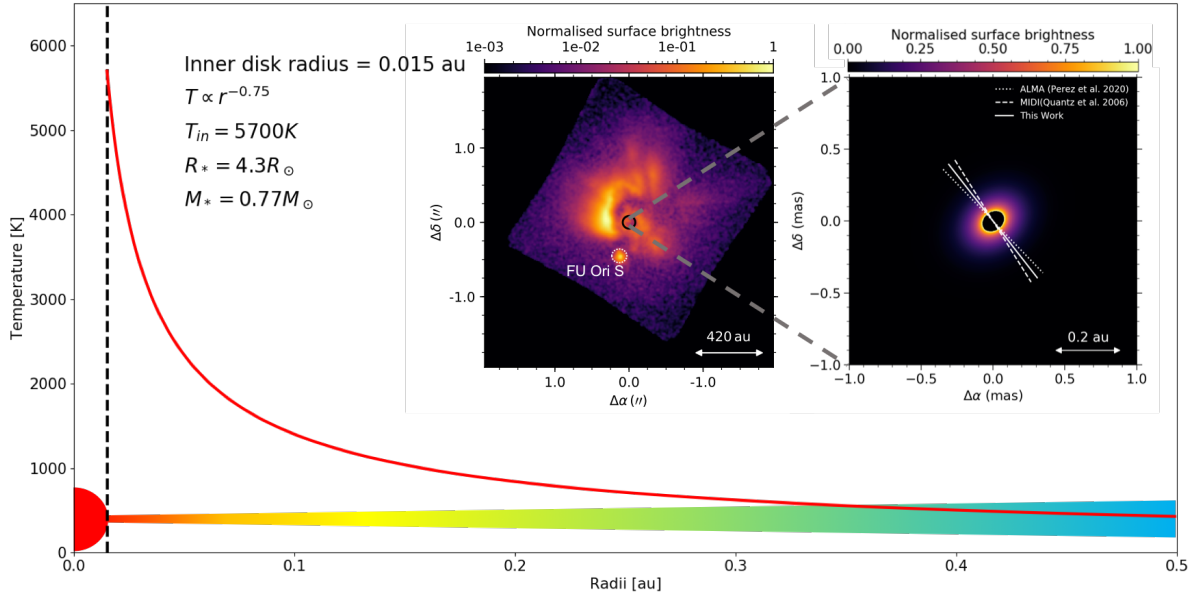 6000
5000
4000
3000
2000
1000
0
Temperature [K]
0.0
0.1
0.2
0.3
0.4
0.5
Radii [au]
Inner disk radius = 0.015 au
T ∝ r^{-0.75}
T_{in} = 5700K
R_* = 4.3R_⊙
M_* = 0.77M_⊙
Normalised surface brightness
1e-03 1e-02 1e-01 1
1.0
0.0
-1.0
Δδ (′′)
FU Ori S
420 au
1.0 0.0 -1.0
Δα (′′)
Normalised surface brightness
0.00 0.25 0.50 0.75 1.00
ALMA (Perez et al. 2020)
MIDI(Quantz et al. 2006)
This Work
1.0
0.5
0.0
−0.5
−1.0
Δδ (mas)
0.2 au
−1.0 −0.5 0.0 0.5 1.0
Δα (mas)